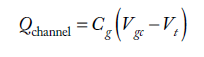 Q_channel = C_g (V_gc − V_t)